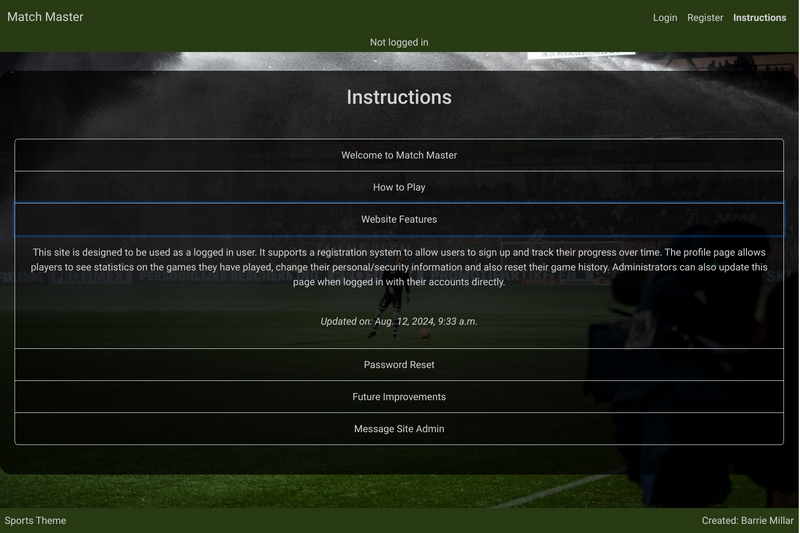 Match Master
Login Register Instructions
Not logged in
Instructions
Welcome to Match Master
How to Play
Website Features
This site is designed to be used as a logged in user. It supports a registration system to allow users to sign up and track their progress over time. The profile page allows
players to see statistics on the games they have played, change their personal/security information and also reset their game history. Administrators can also update this
page when logged in with their accounts directly.
Updated on: Aug. 12, 2024, 9:33 a.m.
Password Reset
Future Improvements
Message Site Admin
Sports Theme
Created: Barrie Millar